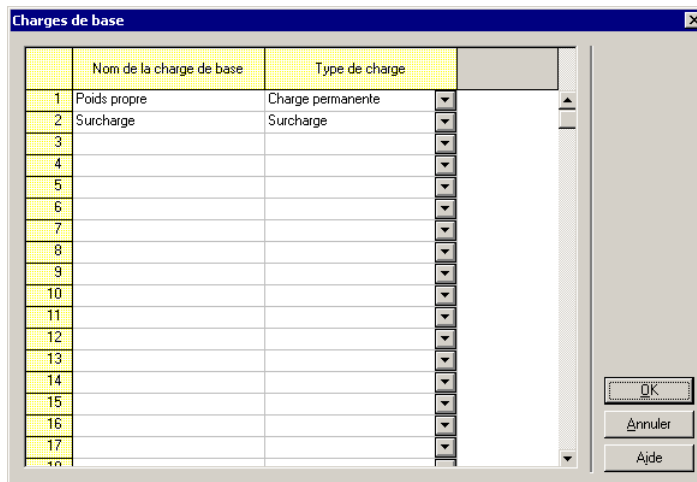 Charges de base
Nom de la charge de base Type de charge
1 Poids propre Charge permanente
2 Surcharge Surcharge
3
4
5
6
7
8
9
10
11
12
13
14
15
16
17
18
OK
Annuler
Aide